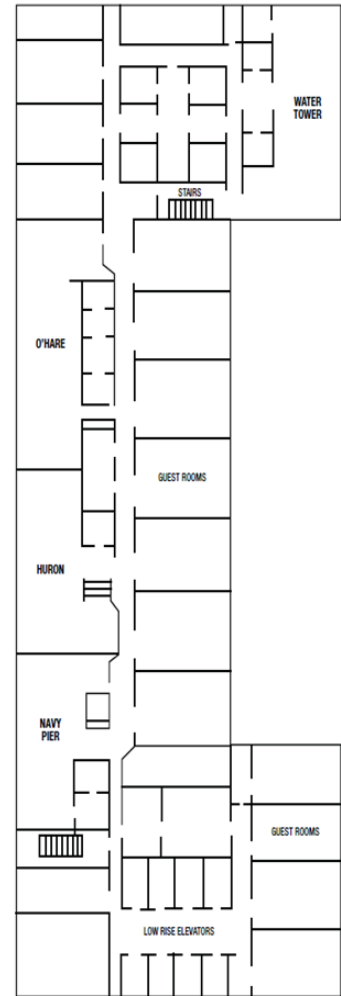 WATER
TOWER
STAIRS
O'HARE
GUEST ROOMS
HURON
NAVY
PIER
GUEST ROOMS
LOW RISE ELEVATORS